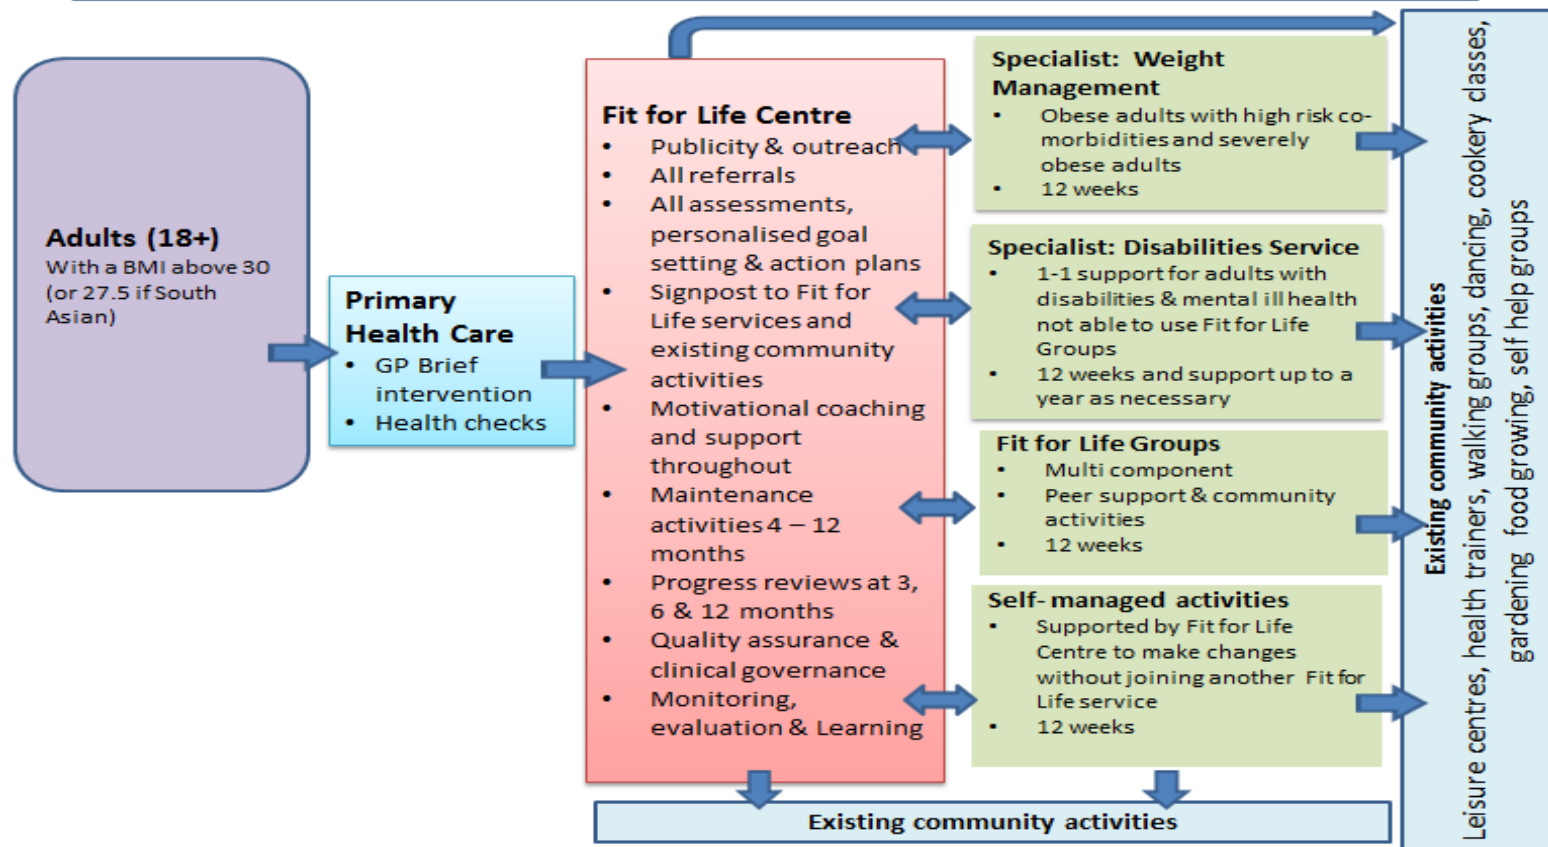 Adults (18+)
With a BMI above 30
(or 27.5 if South
Asian)
Primary
Health Care
• GP Brief
intervention
• Health checks
Fit for Life Centre
• Publicity & outreach
• All referrals
• All assessments,
personalised goal
setting & action plans
• Signpost to Fit for
Life services and
existing community
activities
• Motivational coaching
and support
throughout
• Maintenance
activities 4 – 12
months
• Progress reviews at 3,
6 & 12 months
• Quality assurance &
clinical governance
• Monitoring,
evaluation & Learning
Specialist: Weight
Management
• Obese adults with high risk co-
morbidities and severely
obese adults
• 12 weeks
Specialist: Disabilities Service
• 1-1 support for adults with
disabilities & mental ill health
not able to use Fit for Life
Groups
• 12 weeks and support up to a
year as necessary
Fit for Life Groups
• Multi component
• Peer support & community
activities
• 12 weeks
Self- managed activities
• Supported by Fit for Life
Centre to make changes
without joining another Fit for
Life service
• 12 weeks
Existing community activities
Existing community activities
Leisure centres, health trainers, walking groups, dancing, cookery classes,
gardening food growing, self help groups